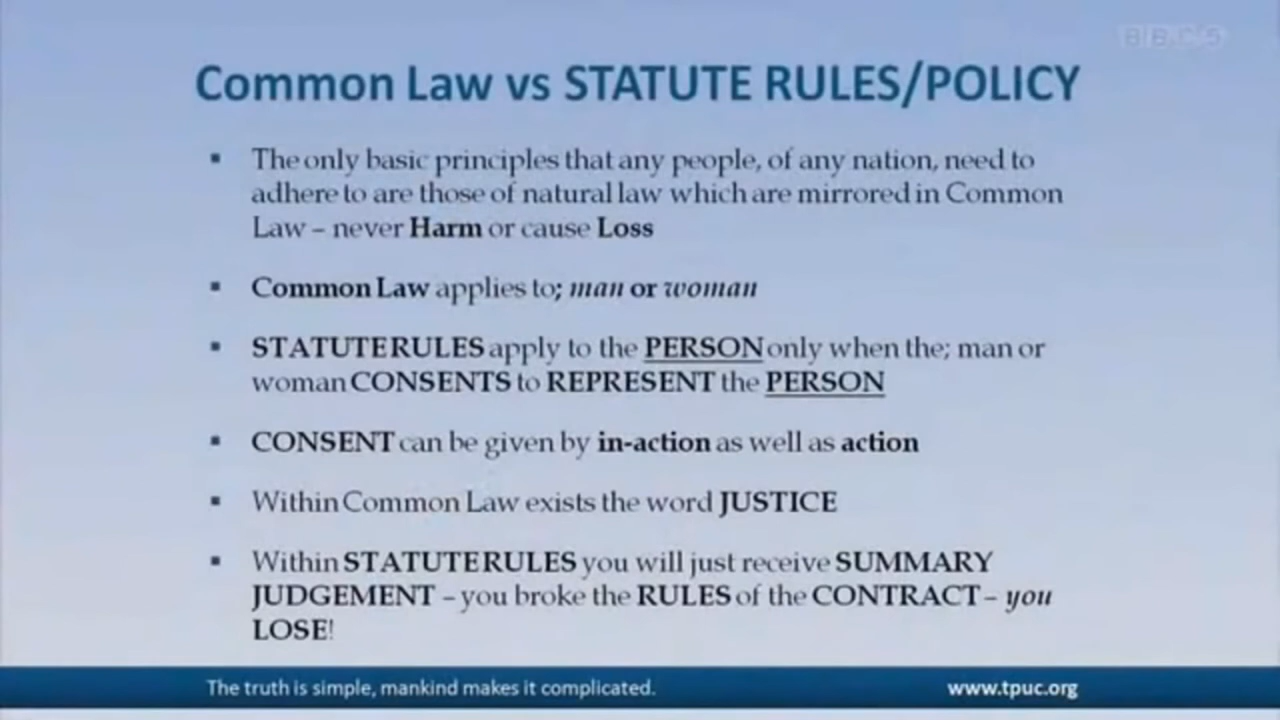 BBC5
Common Law vs STATUTE RULES/POLICY
▪ The only basic principles that any people, of any nation, need to
adhere to are those of natural law which are mirrored in Common
Law – never Harm or cause Loss
▪ Common Law applies to; man or woman
▪ STATUTE RULES apply to the PERSON only when the; man or
woman CONSENTS to REPRESENT the PERSON
▪ CONSENT can be given by in-action as well as action
▪ Within Common Law exists the word JUSTICE
▪ Within STATUTE RULES you will just receive SUMMARY
JUDGEMENT – you broke the RULES of the CONTRACT – you
LOSE!
The truth is simple, mankind makes it complicated.
www.tpuc.org